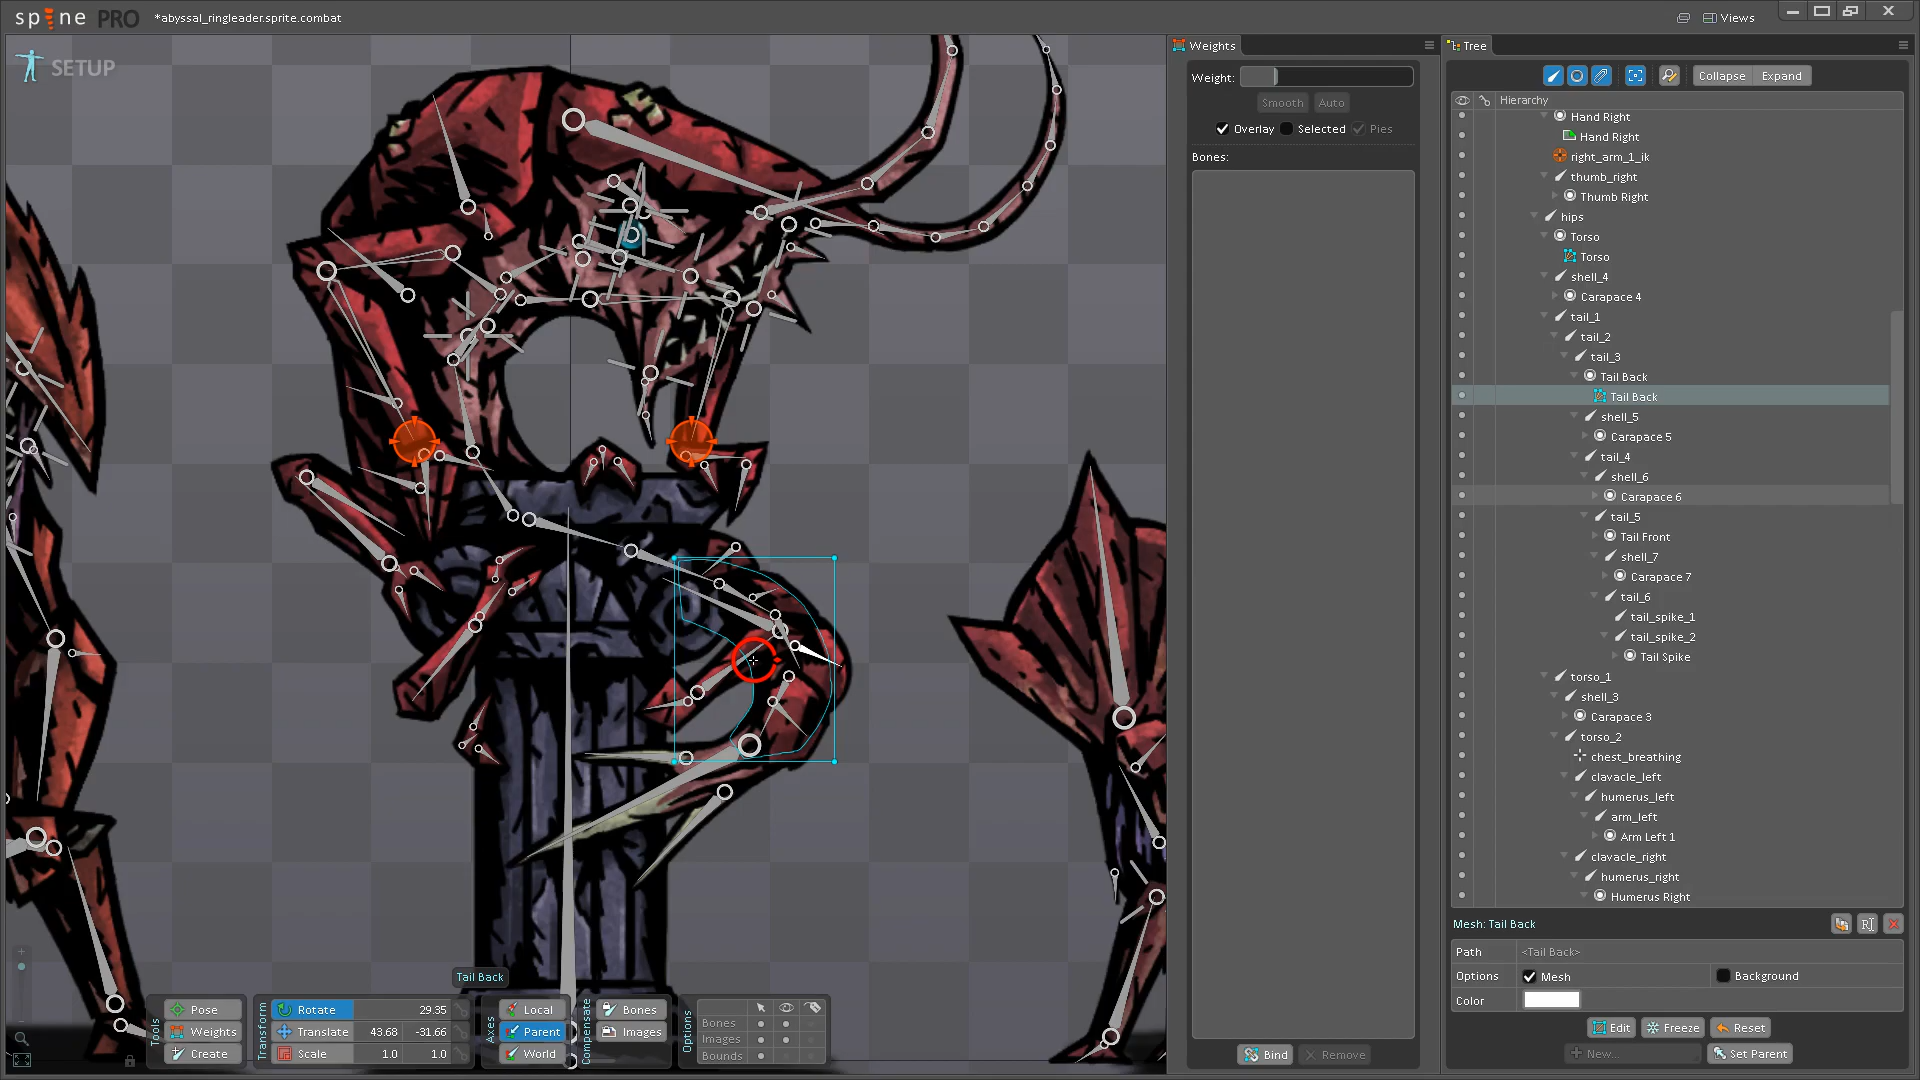 spine PRO *abyssal_ringleader.sprite.combat
Views
SETUP
Weights
Weight:
Smooth Auto
Overlay Selected Pies
Bones:
Bind Remove
Tree
Collapse Expand
Hierarchy
Hand Right
Hand Right
right_arm_1_ik
thumb_right
Thumb Right
hips
Torso
Torso
shell_4
Carapace 4
tail_1
tail_2
tail_3
Tail Back
Tail Back
shell_5
Carapace 5
tail_4
shell_6
Carapace 6
tail_5
Tail Front
shell_7
Carapace 7
tail_6
tail_spike_1
tail_spike_2
Tail Spike
torso_1
shell_3
Carapace 3
torso_2
chest_breathing
clavacle_left
humerus_left
arm_left
Arm Left 1
clavacle_right
humerus_right
Humerus Right
Mesh: Tail Back
Path <Tail Back>
Options Mesh Background
Color
Edit Freeze Reset
New... Set Parent
Tail Back
Tools
Pose
Weights
Create
Transform
Rotate 29.35
Translate 43.68 -31.66
Scale 1.0 1.0
Axes
Local
Parent
World
Compensate
Bones
Images
Options
Bones
Images
Bounds